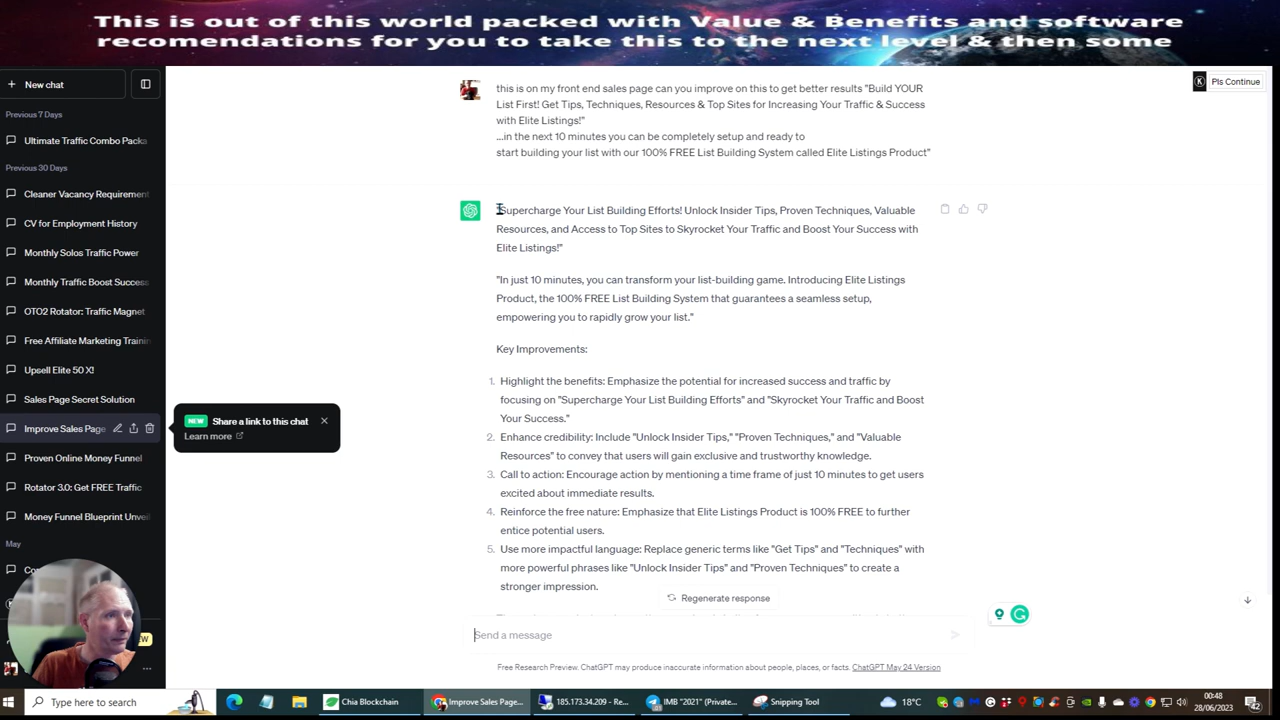 This is out of this world packed with Value & Benefits and software
recomendations for you to take this to the next level & then some
New chat
Previous 7 Days
Ultimate Traffic Combo Packa
Previous 30 Days
Cleaner Vacancy Requirement
CV for Employment History
Monthly Solos Traffic Power
Monthly Traffic Boost Success
OTO2 Rotator: Traffic Magnet
Free Affiliate Marketing Trainin
Upsell Elite 50 X!
Sales Page Secret Solution
Improve Sales Page
Proven Online Money Funnel
Rotator 3.0: Get FREE Traffic
Money Funnel Blueprint Unveil
May
NEW Share a link to this chat
Learn more
Pls Continue
this is on my front end sales page can you improve on this to get better results "Build YOUR
List First! Get Tips, Techniques, Resources & Top Sites for Increasing Your Traffic & Success
with Elite Listings!"
...in the next 10 minutes you can be completely setup and ready to
start building your list with our 100% FREE List Building System called Elite Listings Product"
"Supercharge Your List Building Efforts! Unlock Insider Tips, Proven Techniques, Valuable
Resources, and Access to Top Sites to Skyrocket Your Traffic and Boost Your Success with
Elite Listings!"
"In just 10 minutes, you can transform your list-building game. Introducing Elite Listings
Product, the 100% FREE List Building System that guarantees a seamless setup,
empowering you to rapidly grow your list."
Key Improvements:
1. Highlight the benefits: Emphasize the potential for increased success and traffic by
focusing on "Supercharge Your List Building Efforts" and "Skyrocket Your Traffic and Boost
Your Success."
2. Enhance credibility: Include "Unlock Insider Tips," "Proven Techniques," and "Valuable
Resources" to convey that users will gain exclusive and trustworthy knowledge.
3. Call to action: Encourage action by mentioning a time frame of just 10 minutes to get users
excited about immediate results.
4. Reinforce the free nature: Emphasize that Elite Listings Product is 100% FREE to further
entice potential users.
5. Use more impactful language: Replace generic terms like "Get Tips" and "Techniques" with
more powerful phrases like "Unlock Insider Tips" and "Proven Techniques" to create a
stronger impression.
Regenerate response
Send a message
Free Research Preview. ChatGPT may produce inaccurate information about people, places, or facts. ChatGPT May 24 Version
Type here to search
Chia Blockchain
Improve Sales Page...
185.173.34.209 - Re...
IMB "2021" (Private...
Snipping Tool
18°C
00:48
28/06/2023